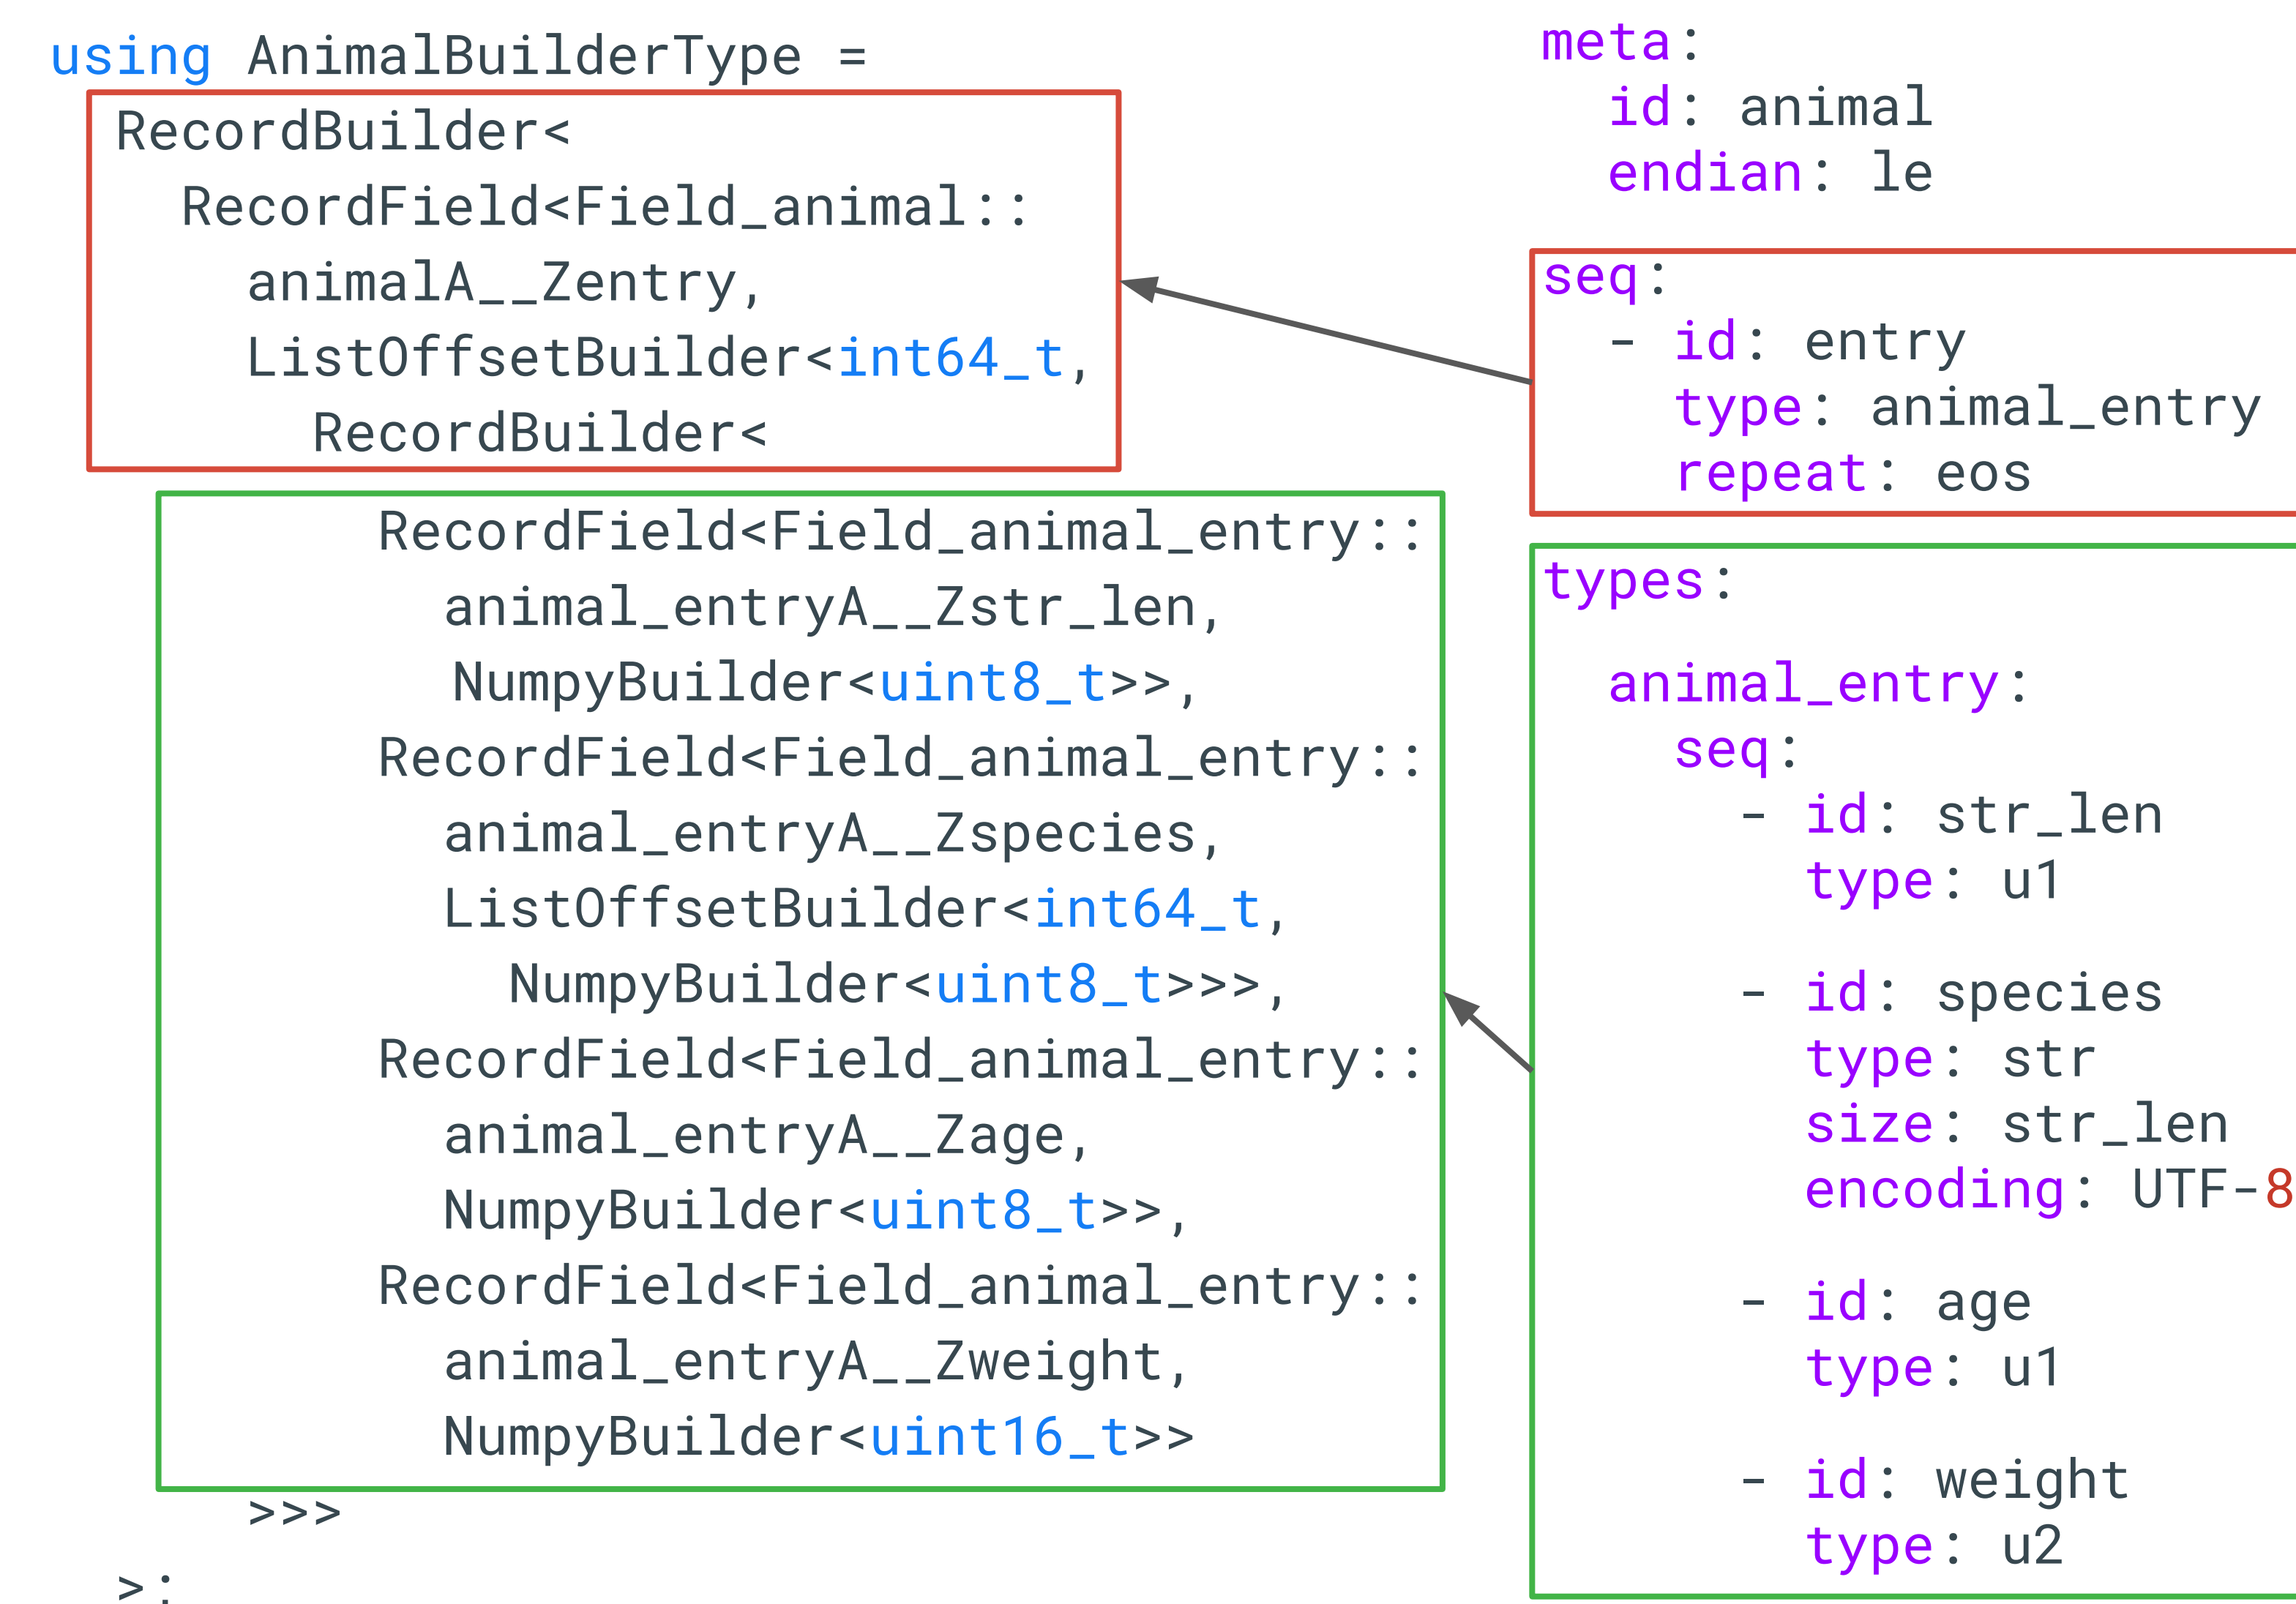 using AnimalBuilderType =
RecordBuilder<
RecordField<Field_animal::
animalA__Zentry,
ListOffsetBuilder<int64_t,
RecordBuilder<
RecordField<Field_animal_entry::
animal_entryA__Zstr_len,
NumpyBuilder<uint8_t>>,
RecordField<Field_animal_entry::
animal_entryA__Zspecies,
ListOffsetBuilder<int64_t,
NumpyBuilder<uint8_t>>>,
RecordField<Field_animal_entry::
animal_entryA__Zage,
NumpyBuilder<uint8_t>>,
RecordField<Field_animal_entry::
animal_entryA__Zweight,
NumpyBuilder<uint16_t>>
>>>
>:
meta:
id: animal
endian: le
seq:
- id: entry
type: animal_entry
repeat: eos
types:
animal_entry:
seq:
- id: str_len
type: u1
- id: species
type: str
size: str_len
encoding: UTF-8
- id: age
type: u1
- id: weight
type: u2